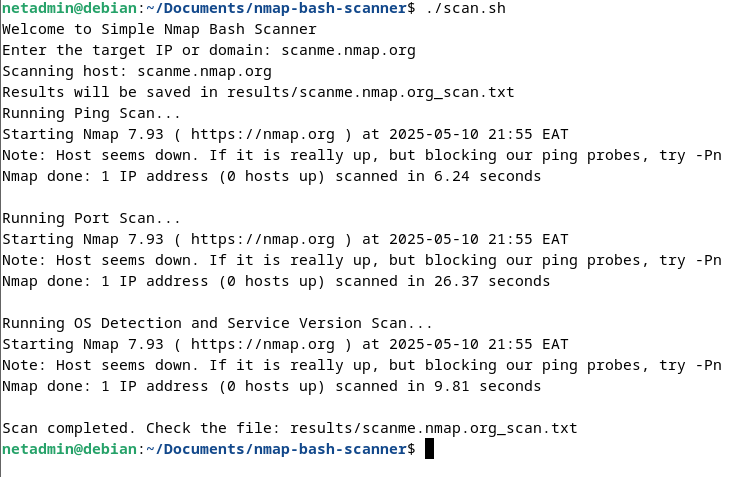 netadmin@debian:~/Documents/nmap-bash-scanner$ ./scan.sh
Welcome to Simple Nmap Bash Scanner
Enter the target IP or domain: scanme.nmap.org
Scanning host: scanme.nmap.org
Results will be saved in results/scanme.nmap.org_scan.txt
Running Ping Scan...
Starting Nmap 7.93 ( https://nmap.org ) at 2025-05-10 21:55 EAT
Note: Host seems down. If it is really up, but blocking our ping probes, try -Pn
Nmap done: 1 IP address (0 hosts up) scanned in 6.24 seconds

Running Port Scan...
Starting Nmap 7.93 ( https://nmap.org ) at 2025-05-10 21:55 EAT
Note: Host seems down. If it is really up, but blocking our ping probes, try -Pn
Nmap done: 1 IP address (0 hosts up) scanned in 26.37 seconds

Running OS Detection and Service Version Scan...
Starting Nmap 7.93 ( https://nmap.org ) at 2025-05-10 21:55 EAT
Note: Host seems down. If it is really up, but blocking our ping probes, try -Pn
Nmap done: 1 IP address (0 hosts up) scanned in 9.81 seconds

Scan completed. Check the file: results/scanme.nmap.org_scan.txt
netadmin@debian:~/Documents/nmap-bash-scanner$